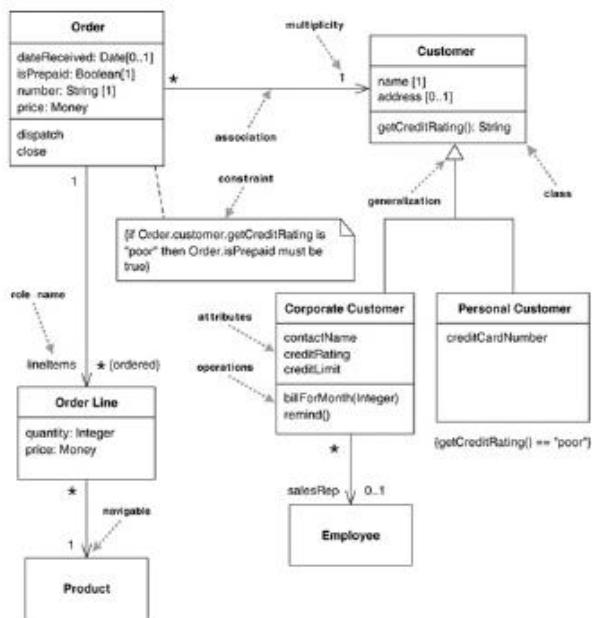 Order
dateReceived: Date[0..1]
isPrepaid: Boolean[1]
number: String [1]
price: Money
dispatch
close
multiplicity
*
1
association
Customer
name [1]
address [0..1]
getCreditRating(): String
constraint
generalization
class
1
{if Order.customer.getCreditRating is
"poor" then Order.isPrepaid must be
true}
role name
lineItems
* {ordered}
attributes
operations
Corporate Customer
contactName
creditRating
creditLimit
billForMonth(Integer)
remind()
Personal Customer
creditCardNumber
{getCreditRating() == "poor"}
Order Line
quantity: Integer
price: Money
*
salesRep
0..1
Employee
*
navigable
1
Product